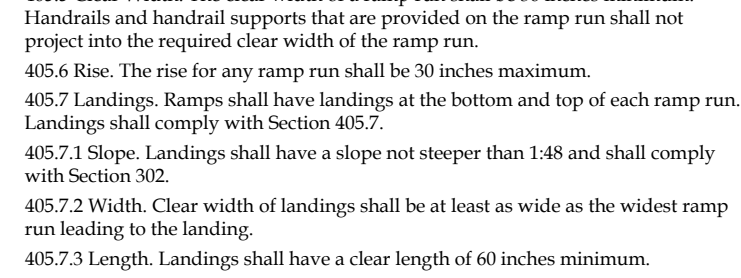 Handrails and handrail supports that are provided on the ramp run shall not
project into the required clear width of the ramp run.
405.6 Rise. The rise for any ramp run shall be 30 inches maximum.
405.7 Landings. Ramps shall have landings at the bottom and top of each ramp run.
Landings shall comply with Section 405.7.
405.7.1 Slope. Landings shall have a slope not steeper than 1:48 and shall comply
with Section 302.
405.7.2 Width. Clear width of landings shall be at least as wide as the widest ramp
run leading to the landing.
405.7.3 Length. Landings shall have a clear length of 60 inches minimum.